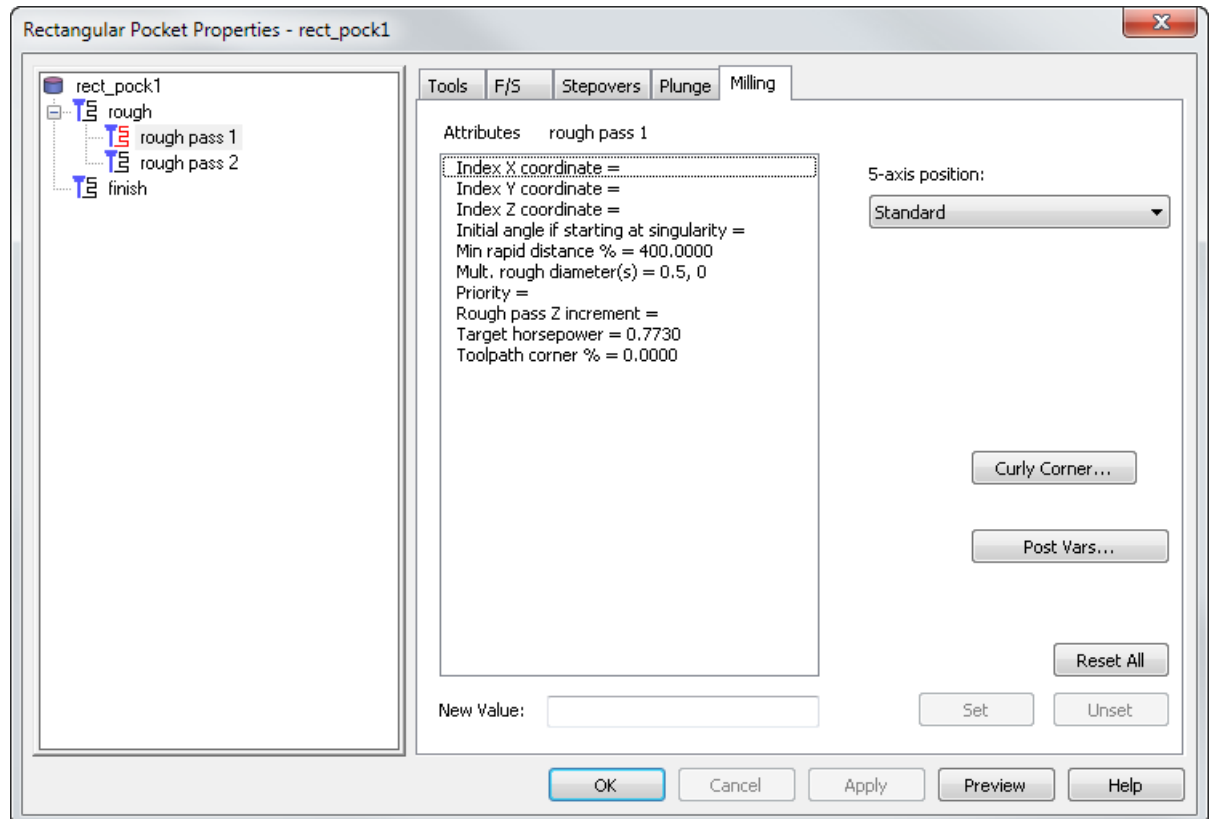 Rectangular Pocket Properties - rect_pock1
rect_pock1
rough
rough pass 1
rough pass 2
finish
Tools F/S Stepovers Plunge Milling
Attributes rough pass 1
Index X coordinate =
Index Y coordinate =
Index Z coordinate =
Initial angle if starting at singularity =
Min rapid distance % = 400.0000
Mult. rough diameter(s) = 0.5, 0
Priority =
Rough pass Z increment =
Target horsepower = 0.7730
Toolpath corner % = 0.0000
5-axis position:
Standard
Curly Corner...
Post Vars...
Reset All
New Value:
Set Unset
OK Cancel Apply Preview Help